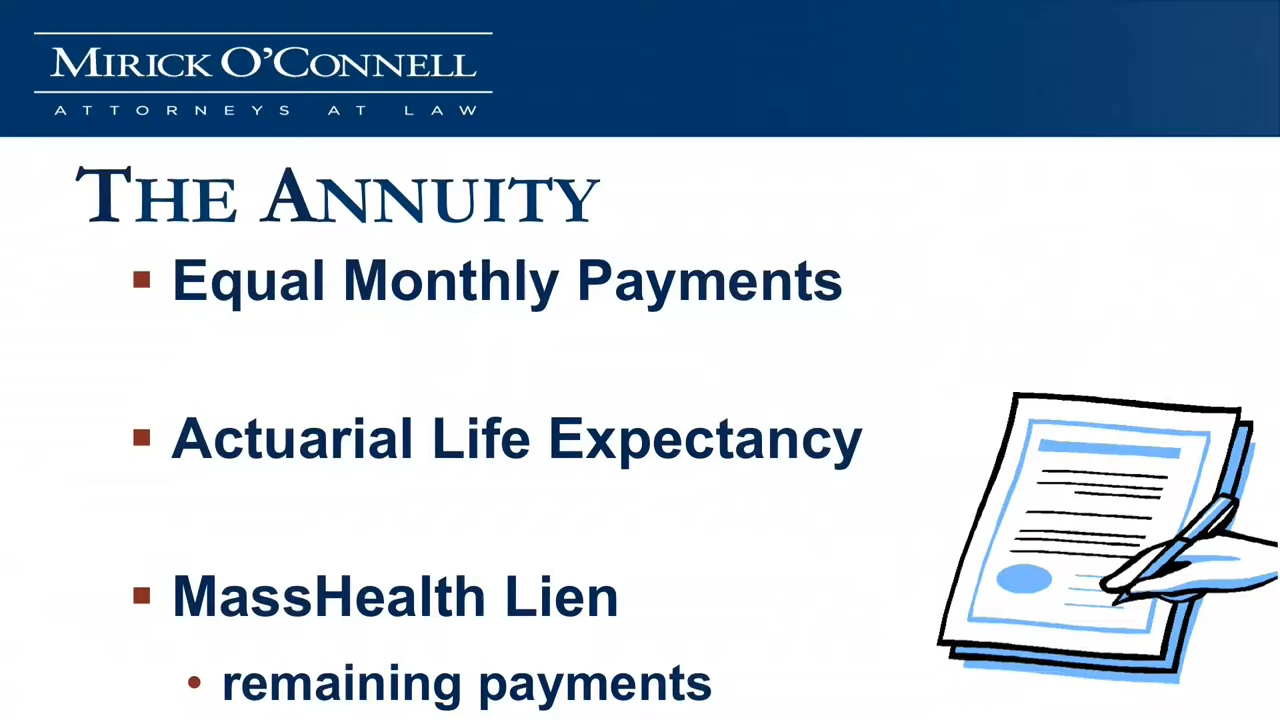 MIRICK O'CONNELL
ATTORNEYS AT LAW
THE ANNUITY
▪ Equal Monthly Payments
▪ Actuarial Life Expectancy
▪ MassHealth Lien
• remaining payments